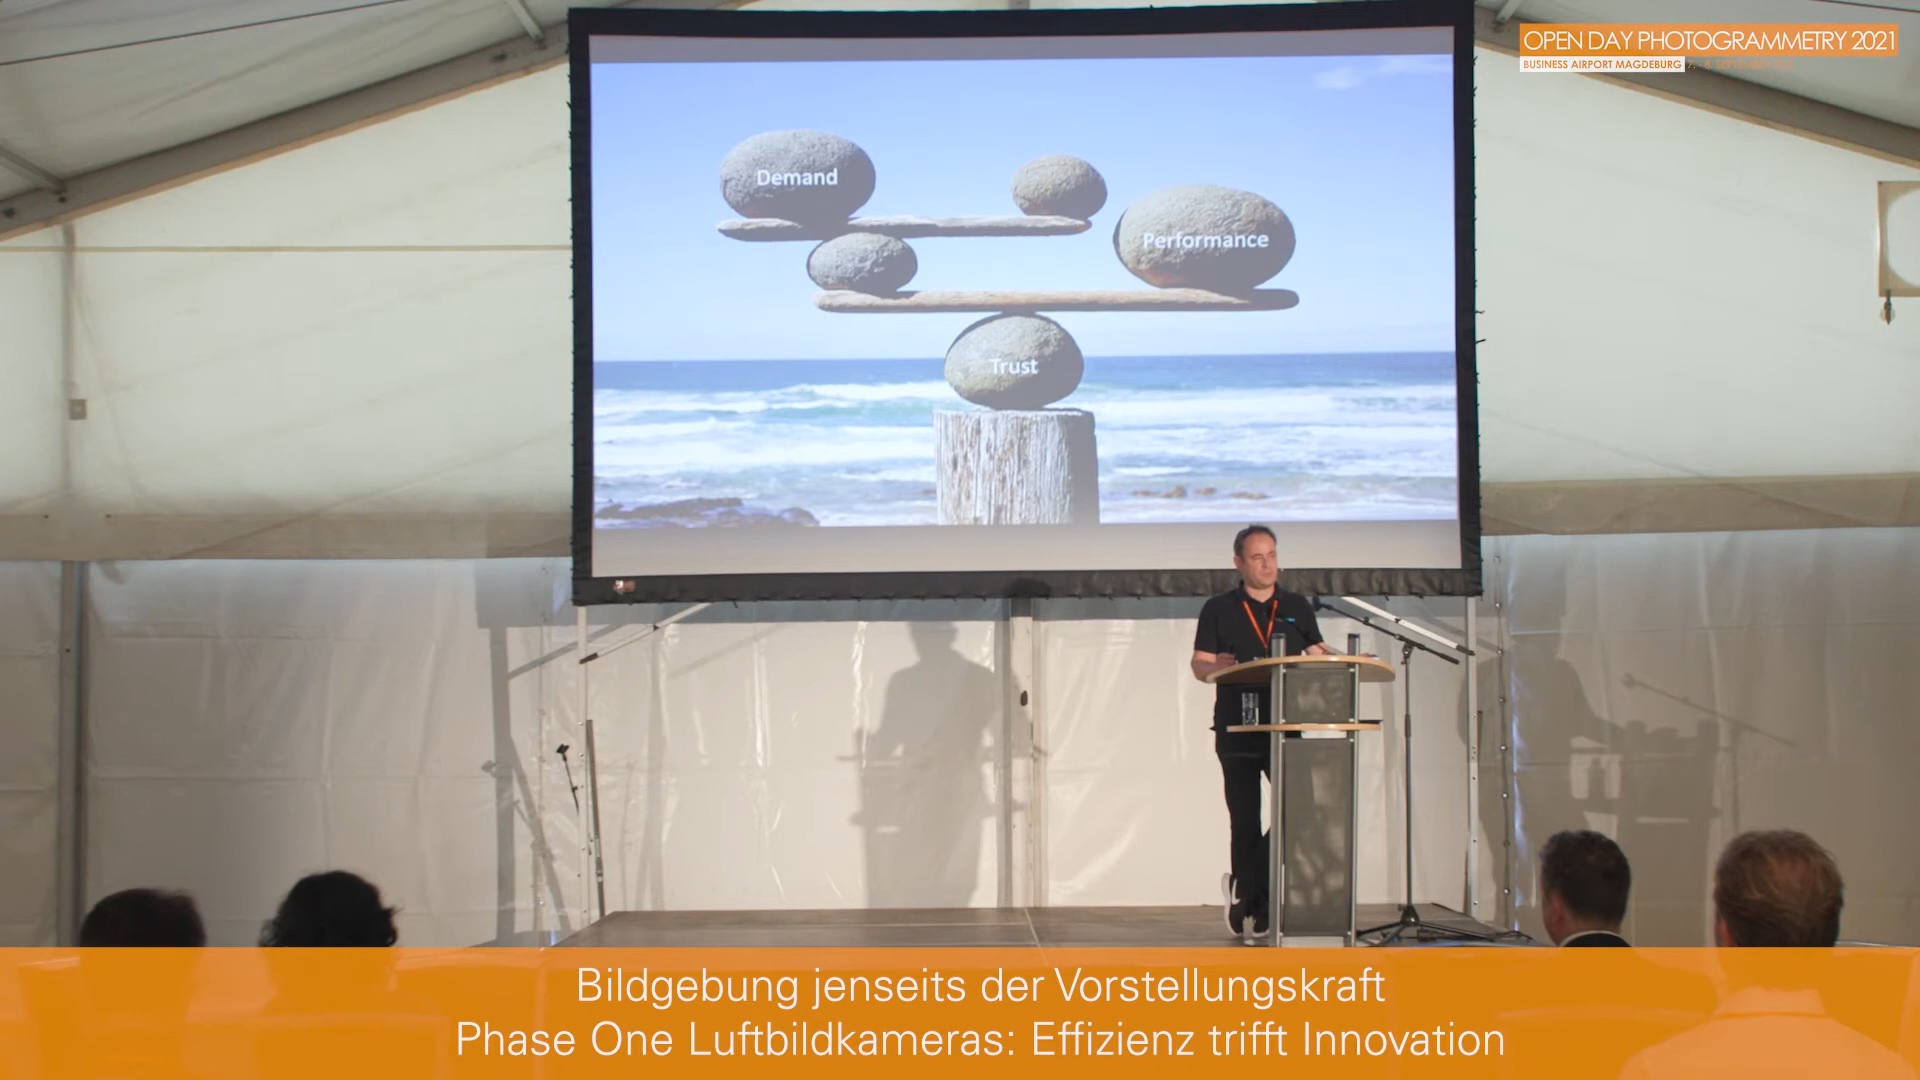 OPEN DAY PHOTOGRAMMETRY 2021
BUSINESS AIRPORT MAGDEBURG
Demand
Performance
Trust
Bildgebung jenseits der Vorstellungskraft
Phase One Luftbildkameras: Effizienz trifft Innovation